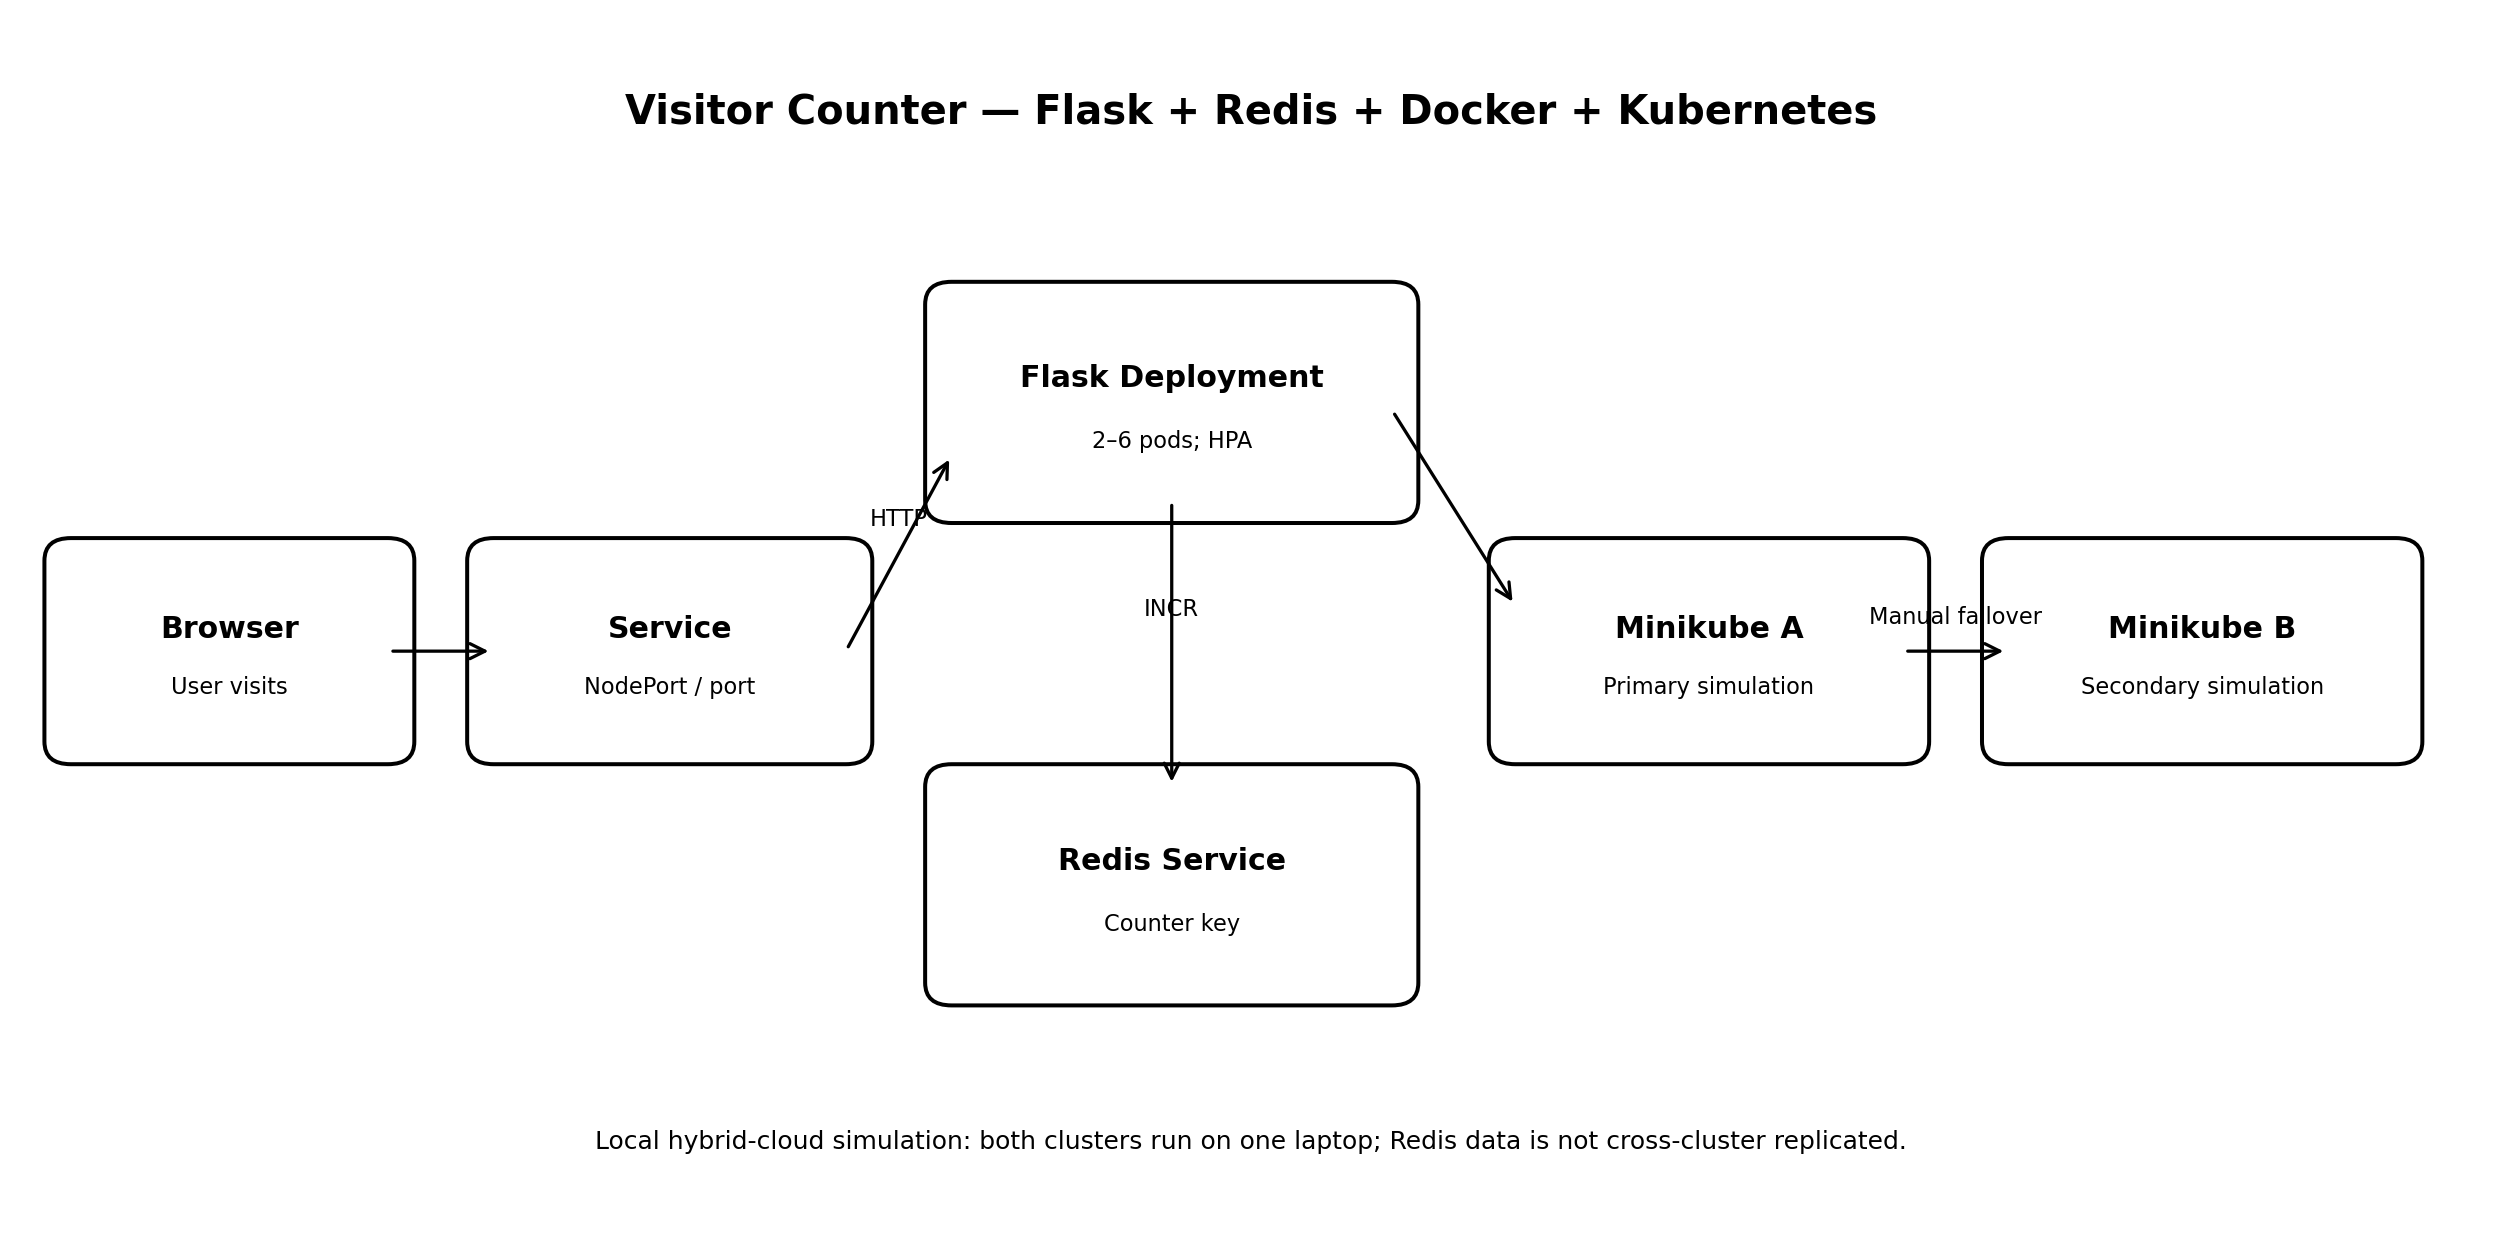 Visitor Counter — Flask + Redis + Docker + Kubernetes
Flask Deployment
2–6 pods; HPA
HTTP
Browser
User visits
Service
NodePort / port
INCR
Minikube A
Primary simulation
Manual failover
Minikube B
Secondary simulation
Redis Service
Counter key
Local hybrid-cloud simulation: both clusters run on one laptop; Redis data is not cross-cluster replicated.